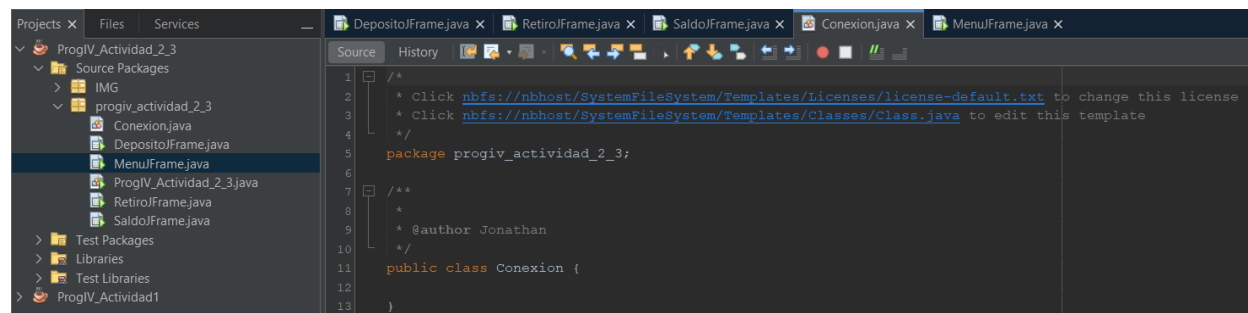 Projects × Files Services
ProgIV_Actividad_2_3
Source Packages
IMG
progiv_actividad_2_3
Conexion.java
DepositoJFrame.java
MenuJFrame.java
ProgIV_Actividad_2_3.java
RetiroJFrame.java
SaldoJFrame.java
Test Packages
Libraries
Test Libraries
ProgIV_Actividad1
DepositoJFrame.java × RetiroJFrame.java × SaldoJFrame.java × Conexion.java × MenuJFrame.java ×
Source History
1 /*
2 * Click nbfs://nbhost/SystemFileSystem/Templates/Licenses/license-default.txt to change this license
3 * Click nbfs://nbhost/SystemFileSystem/Templates/Classes/Class.java to edit this template
4 */
5 package progiv_actividad_2_3;
6
7 /**
8 *
9 * @author Jonathan
10 */
11 public class Conexion {
12
13 }